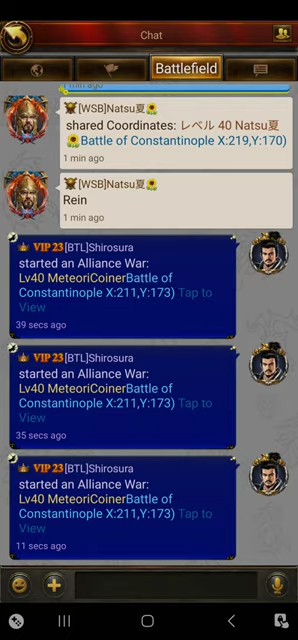 Chat
Battlefield
1 min ago
[WSB]Natsu夏🌻
shared Coordinates: レベル 40 Natsu夏
🌻Battle of Constantinople X:219,Y:170)
1 min ago
[WSB]Natsu夏🌻
Rein
1 min ago
VIP 23 [BTL]Shirosura
started an Alliance War:
Lv40 MeteoriCoinerBattle of
Constantinople X:211,Y:173) Tap to
View
39 secs ago
VIP 23 [BTL]Shirosura
started an Alliance War:
Lv40 MeteoriCoinerBattle of
Constantinople X:211,Y:173) Tap to
View
35 secs ago
VIP 23 [BTL]Shirosura
started an Alliance War:
Lv40 MeteoriCoinerBattle of
Constantinople X:211,Y:173) Tap to
View
11 secs ago